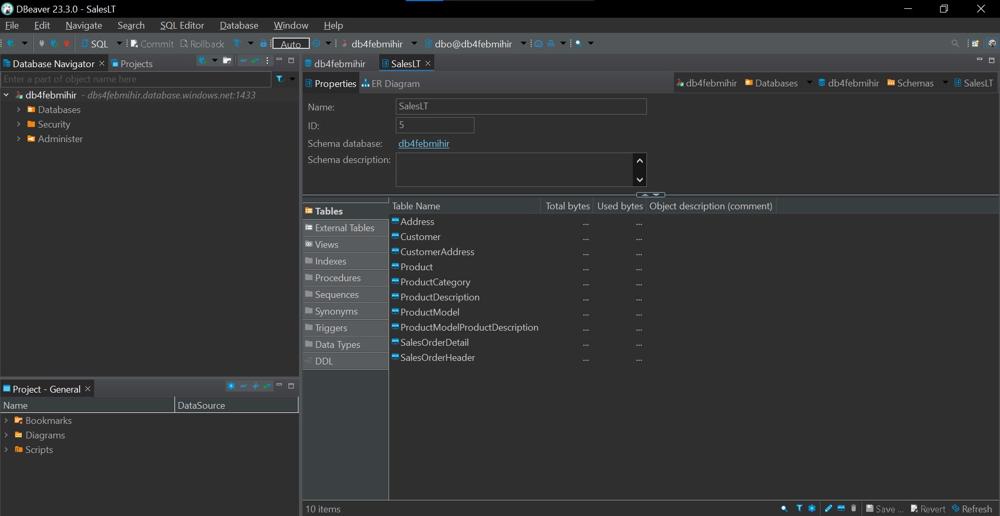 DBeaver 23.3.0 - SalesLT
File Edit Navigate Search SQL Editor Database Window Help
SQL Commit Rollback Auto db4febmihir dbo@db4febmihir
Database Navigator Projects
Enter a part of object name here
db4febmihir - dbs4febmihir.database.windows.net:1433
Databases
Security
Administer
Project - General
Name DataSource
Bookmarks
Diagrams
Scripts
db4febmihir SalesLT
Properties ER Diagram db4febmihir Databases db4febmihir Schemas SalesLT
Name: SalesLT
ID: 5
Schema database: db4febmihir
Schema description:
Tables
External Tables
Views
Indexes
Procedures
Sequences
Synonyms
Triggers
Data Types
DDL
Table Name Total bytes Used bytes Object description (comment)
Address ... ...
Customer ... ...
CustomerAddress ... ...
Product ... ...
ProductCategory ... ...
ProductDescription ... ...
ProductModel ... ...
ProductModelProductDescription ... ...
SalesOrderDetail ... ...
SalesOrderHeader ... ...
10 items Save ... Revert Refresh